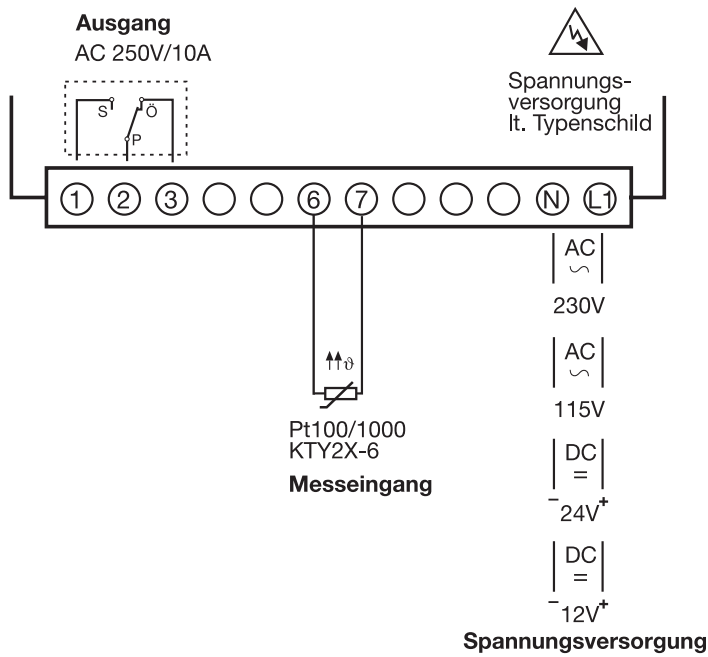 Ausgang
AC 250V/10A
S Ö
P
Spannungs-
versorgung
lt. Typenschild
1 2 3 6 7 N L1
AC
230V
AC
115V
DC
=
- 24V +
DC
=
- 12V +
Spannungsversorgung
ϑ
Pt100/1000
KTY2X-6
Messeingang